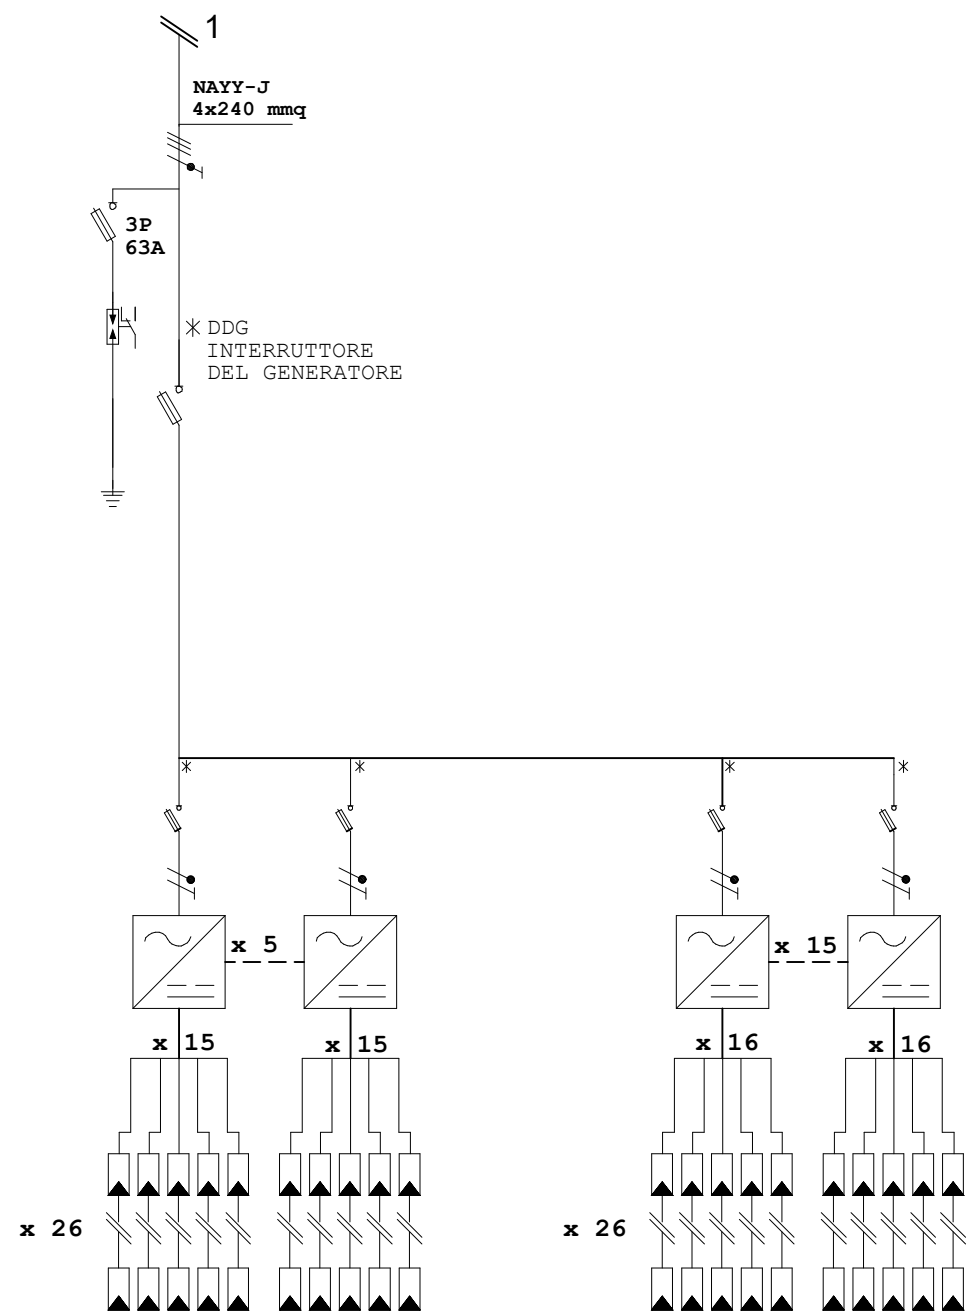 1
NAYY-J
4x240 mmq
3P
63A
DDG
INTERRUTTORE
DEL GENERATORE
x 5
x 15
x 15
x 15
x 16
x 16
x 26
x 26